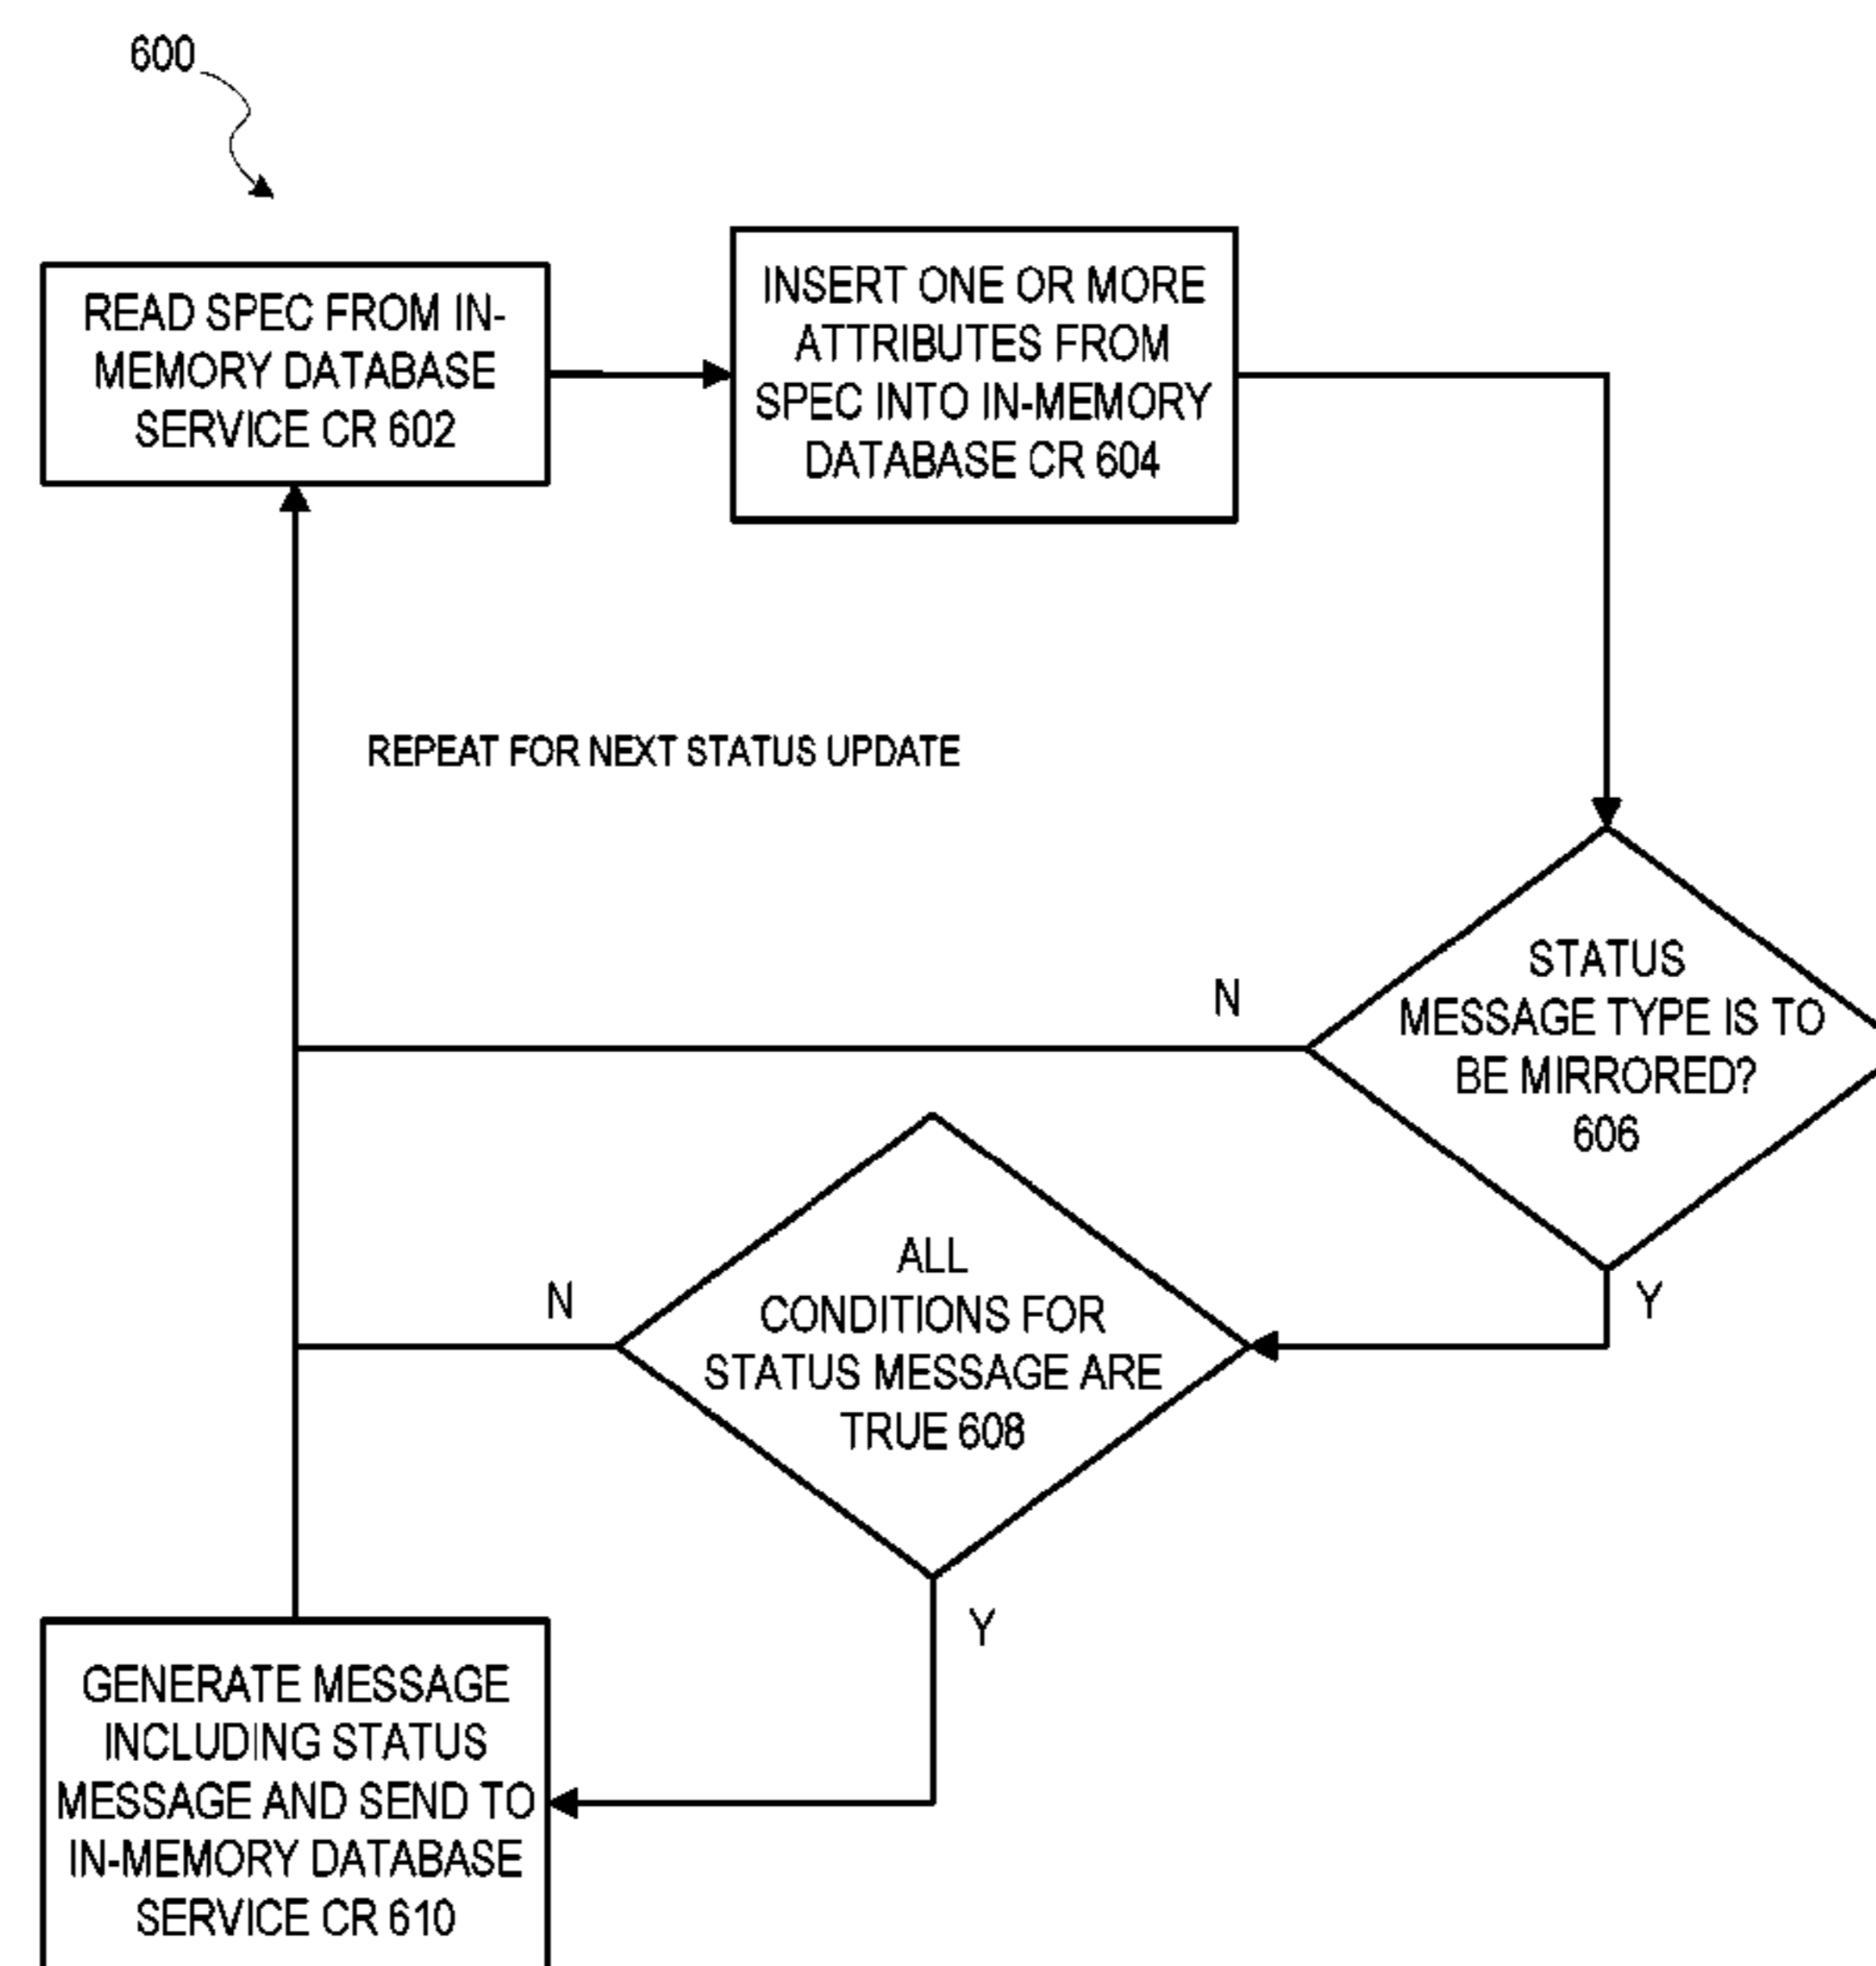 600
READ SPEC FROM IN-
MEMORY DATABASE
SERVICE CR 602
INSERT ONE OR MORE
ATTRIBUTES FROM
SPEC INTO IN-MEMORY
DATABASE CR 604
REPEAT FOR NEXT STATUS UPDATE
STATUS
MESSAGE TYPE IS TO
BE MIRRORED?
606
N
Y
ALL
CONDITIONS FOR
STATUS MESSAGE ARE
TRUE 608
N
Y
GENERATE MESSAGE
INCLUDING STATUS
MESSAGE AND SEND TO
IN-MEMORY DATABASE
SERVICE CR 610